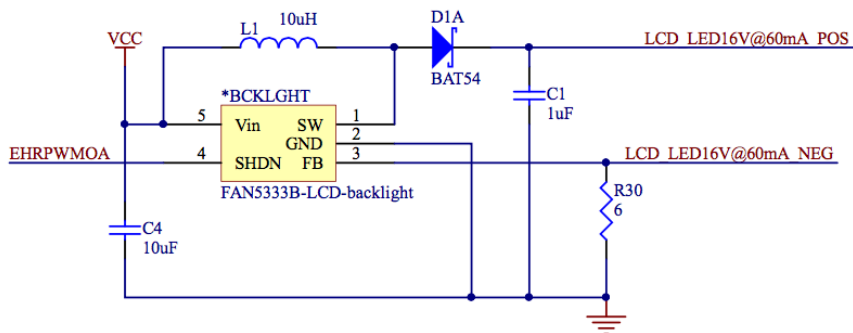 D1A
L1
10uH
VCC
LCD_LED16V@60mA_POS
BAT54
*BCKLGHT
C1
1uF
5
Vin
SW
1
GND
2
EHRPWMOA
4
SHDN
FB
3
LCD_LED16V@60mA_NEG
FAN5333B-LCD-backlight
R30
6
C4
10uF